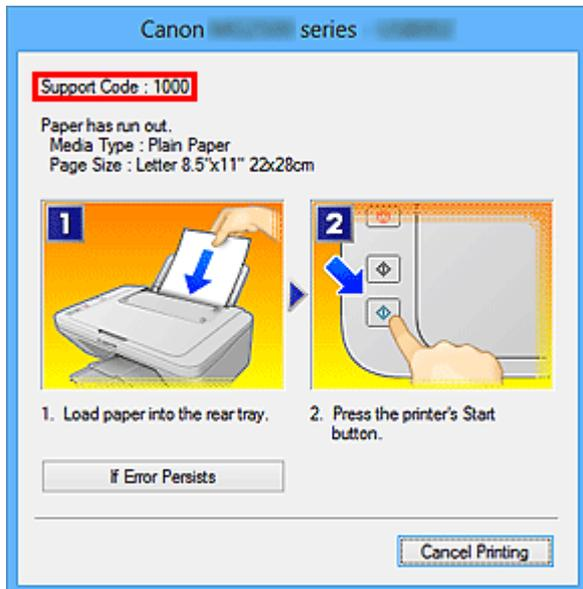 Canon series
Support Code : 1000
Paper has run out.
Media Type : Plain Paper
Page Size : Letter 8.5"x11" 22x28cm
1
2
1. Load paper into the rear tray.
2. Press the printer's Start
button.
If Error Persists
Cancel Printing